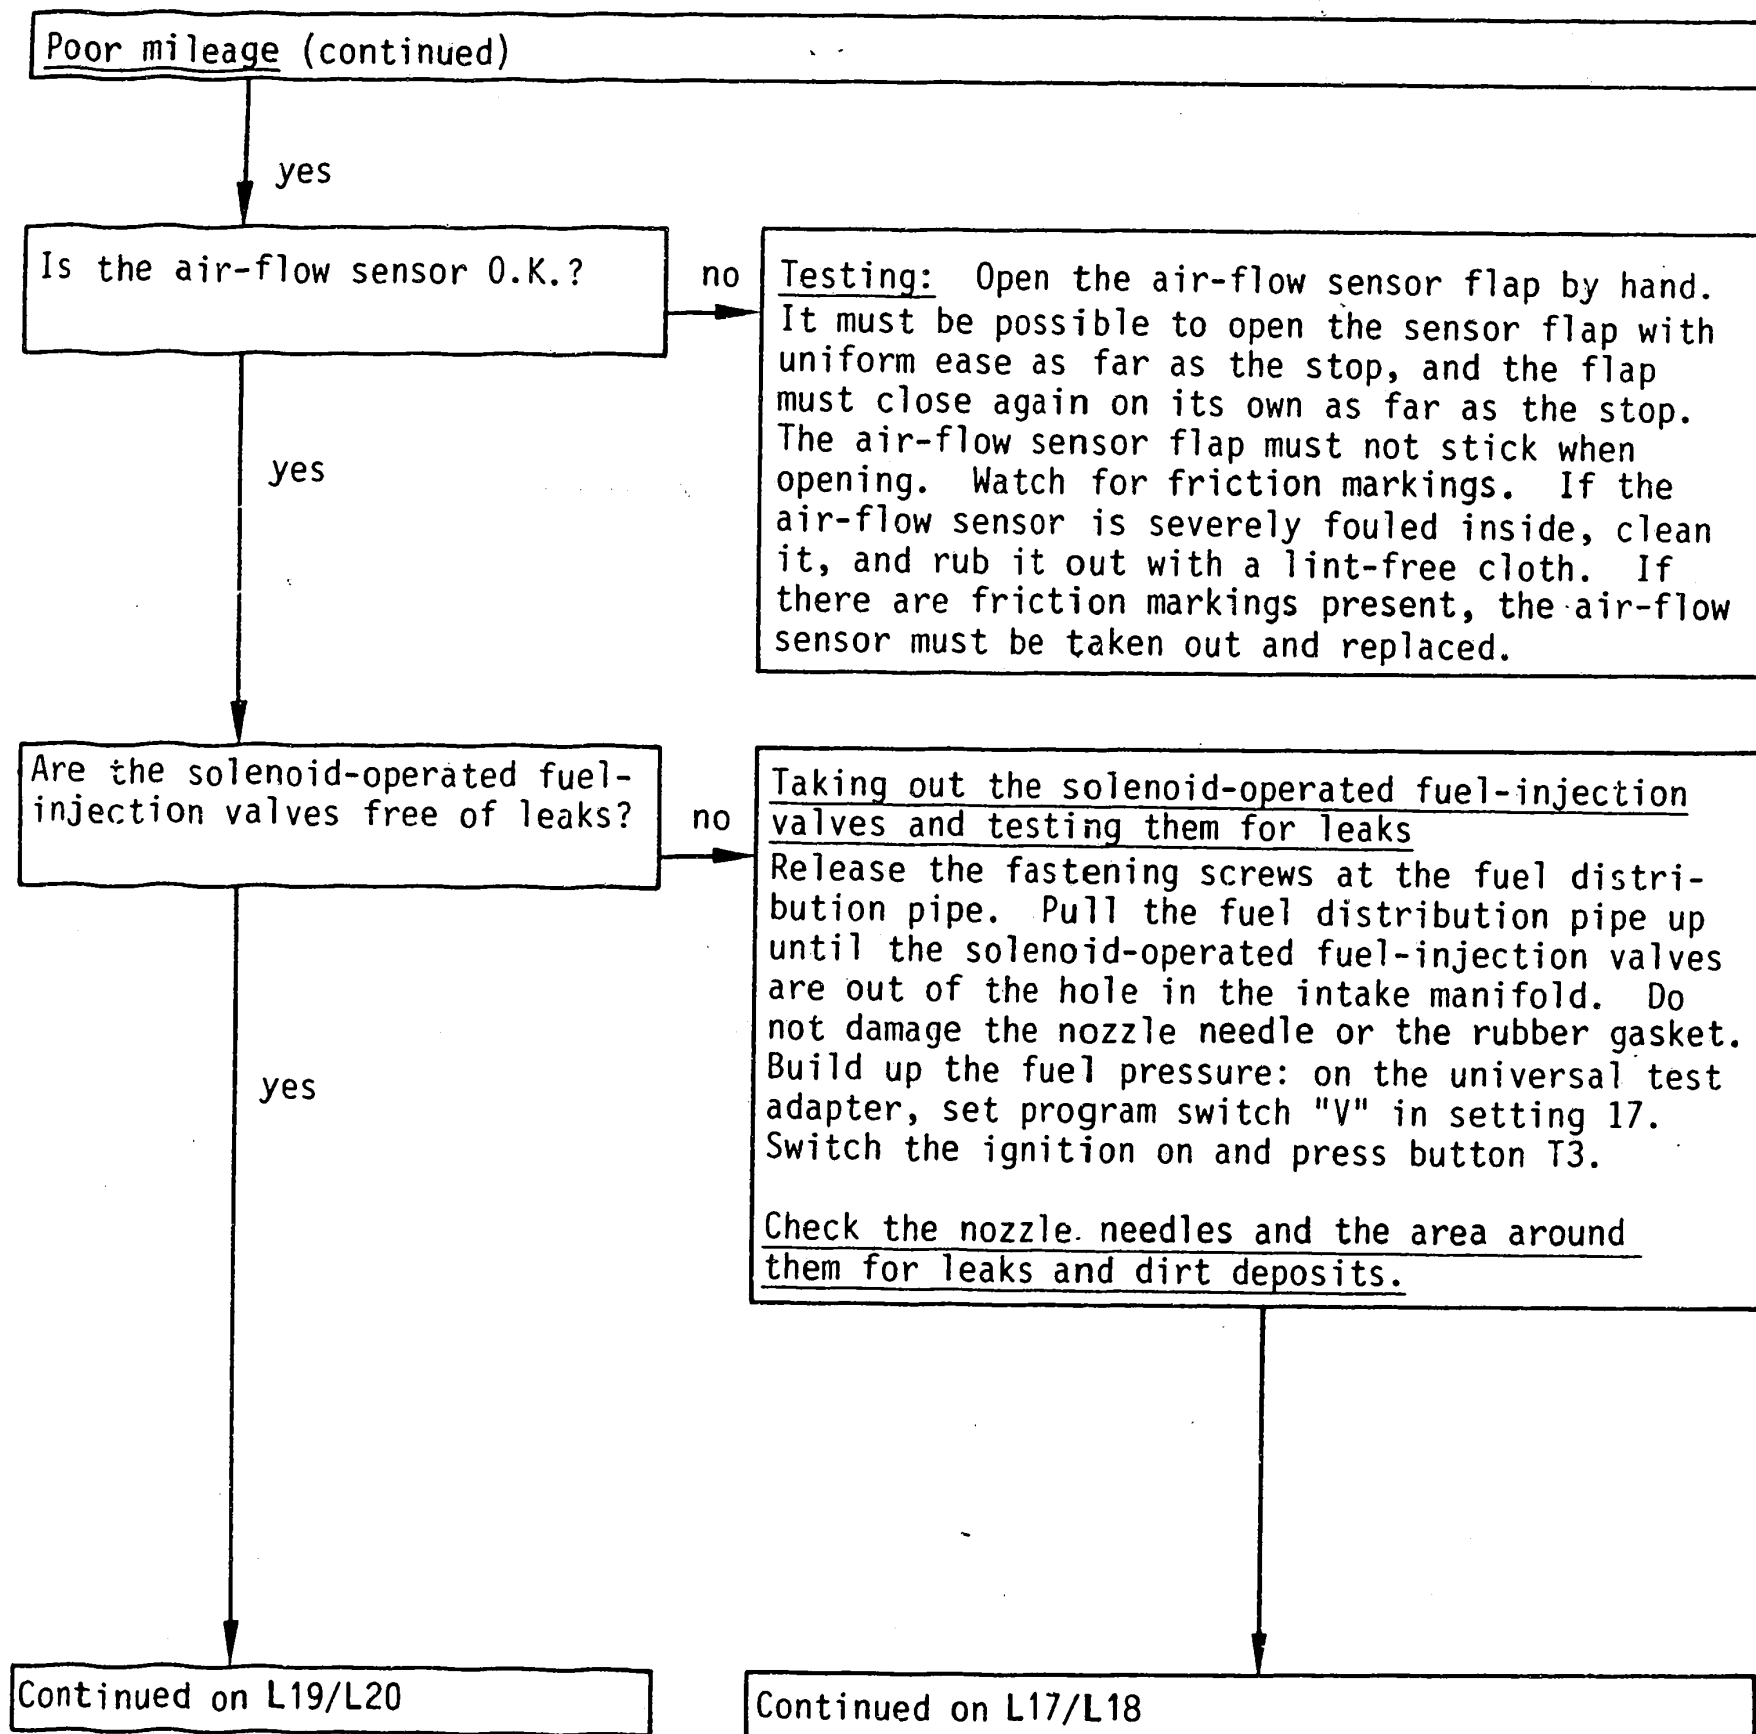 Poor mileage (continued)
yes
Is the air-flow sensor O.K.?
no
Testing: Open the air-flow sensor flap by hand.
It must be possible to open the sensor flap with
uniform ease as far as the stop, and the flap
must close again on its own as far as the stop.
The air-flow sensor flap must not stick when
opening. Watch for friction markings. If the
air-flow sensor is severely fouled inside, clean
it, and rub it out with a lint-free cloth. If
there are friction markings present, the air-flow
sensor must be taken out and replaced.
yes
Are the solenoid-operated fuel-
injection valves free of leaks?
no
Taking out the solenoid-operated fuel-injection
valves and testing them for leaks
Release the fastening screws at the fuel distri-
bution pipe. Pull the fuel distribution pipe up
until the solenoid-operated fuel-injection valves
are out of the hole in the intake manifold. Do
not damage the nozzle needle or the rubber gasket.
Build up the fuel pressure: on the universal test
adapter, set program switch "V" in setting 17.
Switch the ignition on and press button T3.
Check the nozzle needles and the area around
them for leaks and dirt deposits.
yes
Continued on L19/L20
Continued on L17/L18